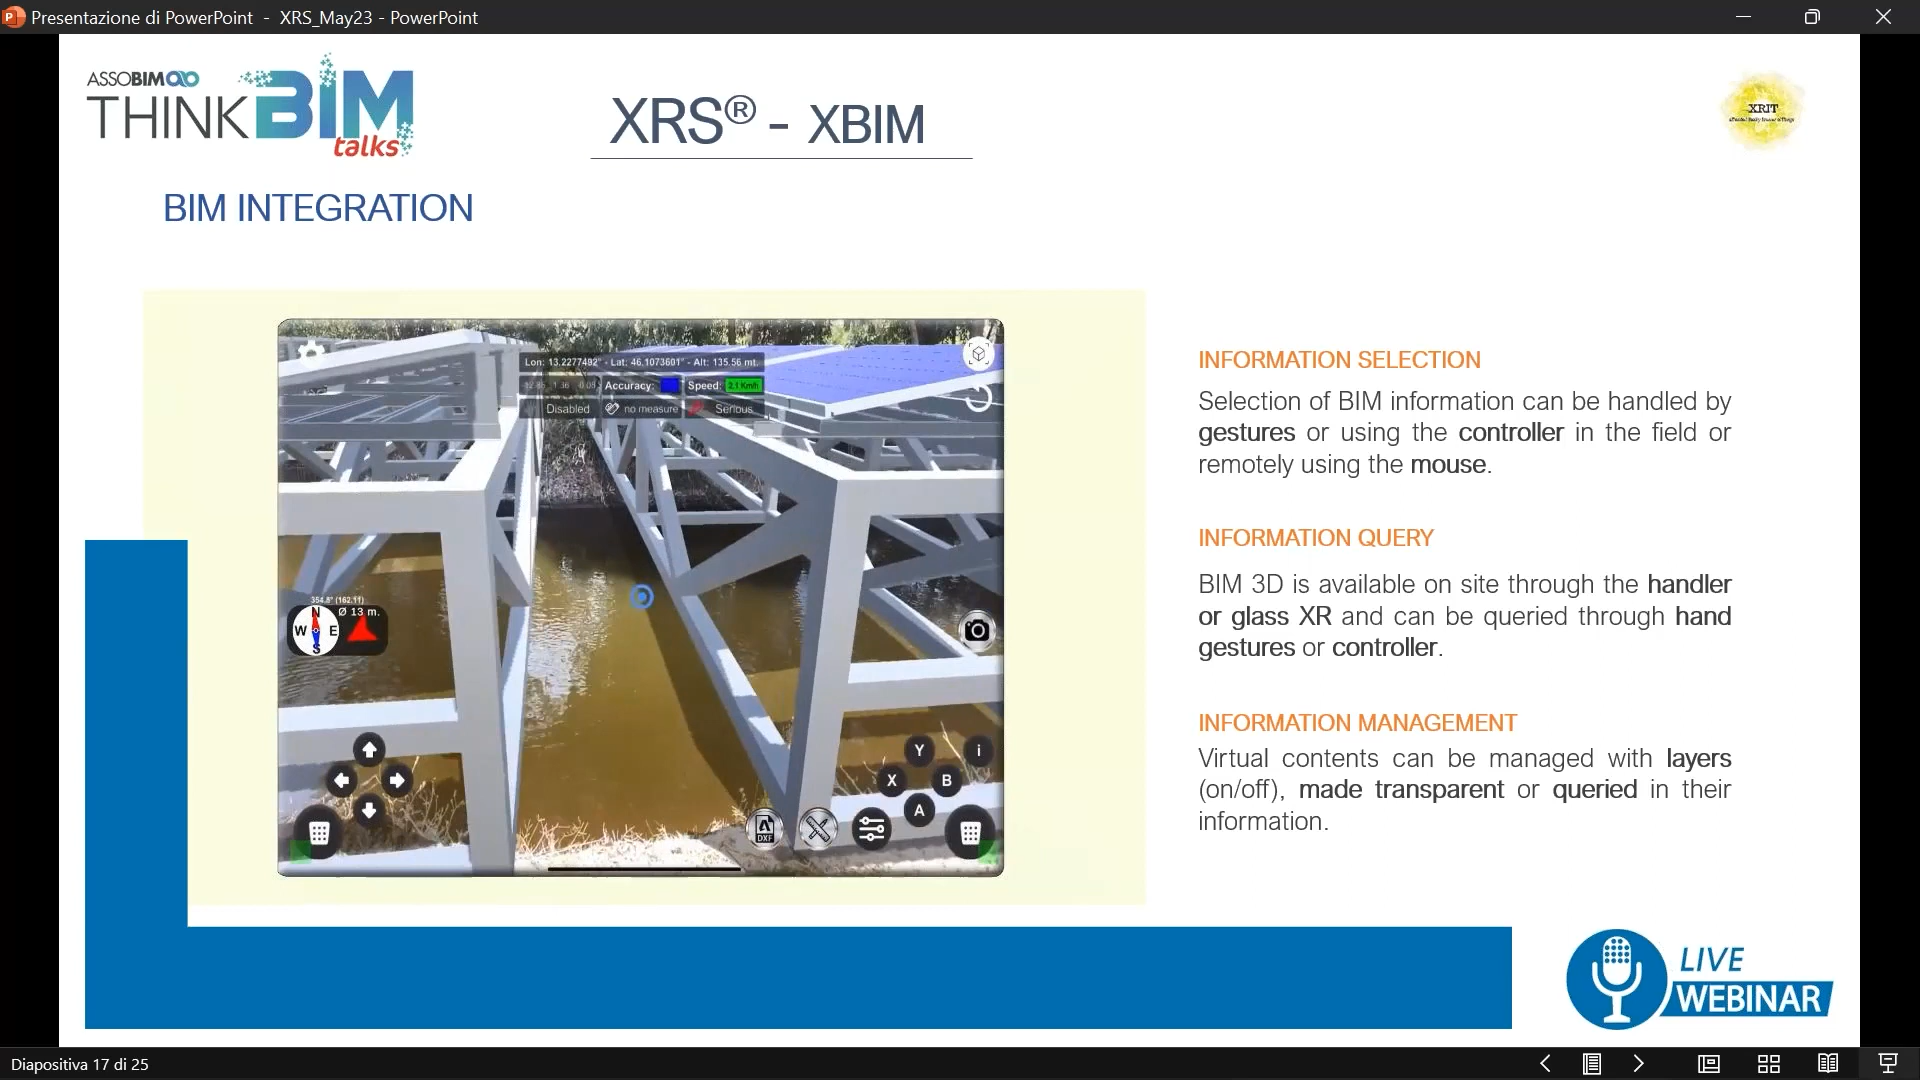 Presentazione di PowerPoint - XRS_May23 - PowerPoint
ASSOBIM
THINK BIM
talks
XRS® - XBIM
XRIT
BIM INTEGRATION
Lon: 13.2277492° - Lat: 46.1073601° - Alt: 135.56 mt.
Accuracy: Speed: 2.1 Km/h
Disabled no measure Serious
354.8° (162.11)
Ø 13 m.
N
W E
S
Y i
X B
A
DXF
INFORMATION SELECTION
Selection of BIM information can be handled by
gestures or using the controller in the field or
remotely using the mouse.
INFORMATION QUERY
BIM 3D is available on site through the handler
or glass XR and can be queried through hand
gestures or controller.
INFORMATION MANAGEMENT
Virtual contents can be managed with layers
(on/off), made transparent or queried in their
information.
LIVE
WEBINAR
Diapositiva 17 di 25